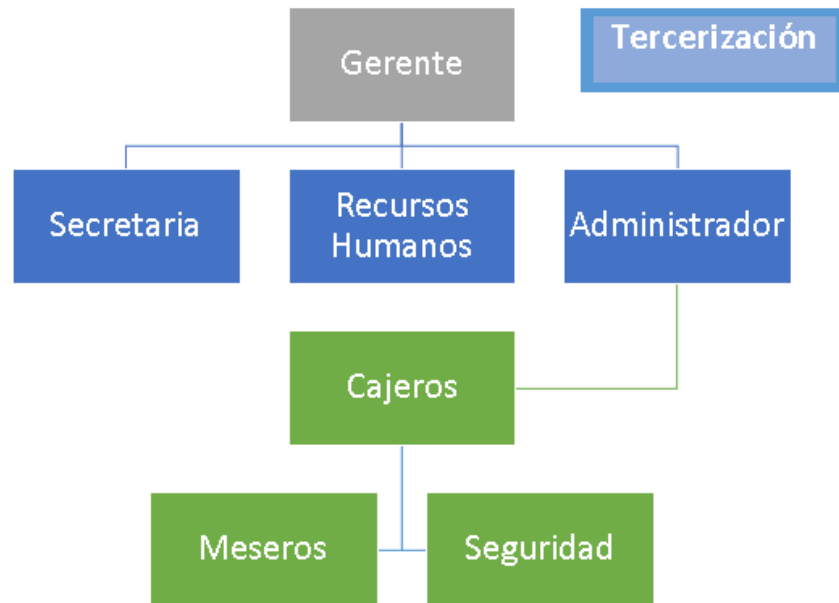 Gerente
Tercerización
Secretaria
Recursos
Humanos
Administrador
Cajeros
Meseros
Seguridad